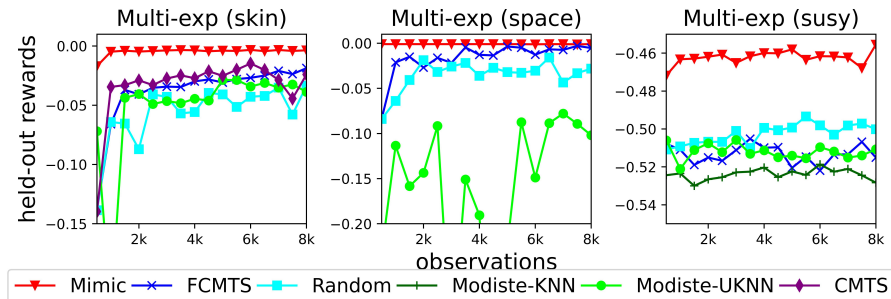 Multi-exp (skin)
Multi-exp (space)
Multi-exp (susy)
held-out rewards
0.00
−0.05
−0.10
−0.15
2k 4k 6k 8k
0.00
−0.05
−0.10
−0.15
−0.20
2k 4k 6k 8k
−0.46
−0.48
−0.50
−0.52
−0.54
2k 4k 6k 8k
observations
Mimic FCMTS Random Modiste-KNN Modiste-UKNN CMTS